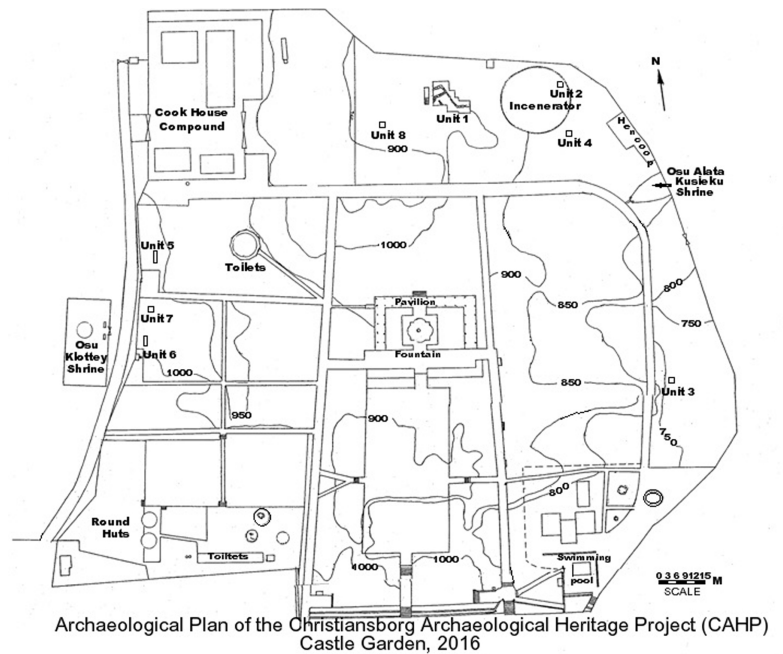 N
Unit 2
Incenerator
Cook House
Compound
Unit 1
Unit 8
Unit 4
Hencoop
900
Osu Alata
Kusieku
Shrine
Unit 5
Toilets
1000
900
850
800
750
Pavilion
Fountain
Unit 7
Osu
Klottey
Shrine
Unit 6
1000
850
Unit 3
950
900
750
800
Round
Huts
Toiltets
1000
1000
Swimming
pool
0 3 6 9 12 15 M
SCALE
Archaeological Plan of the Christiansborg Archaeological Heritage Project (CAHP)
Castle Garden, 2016